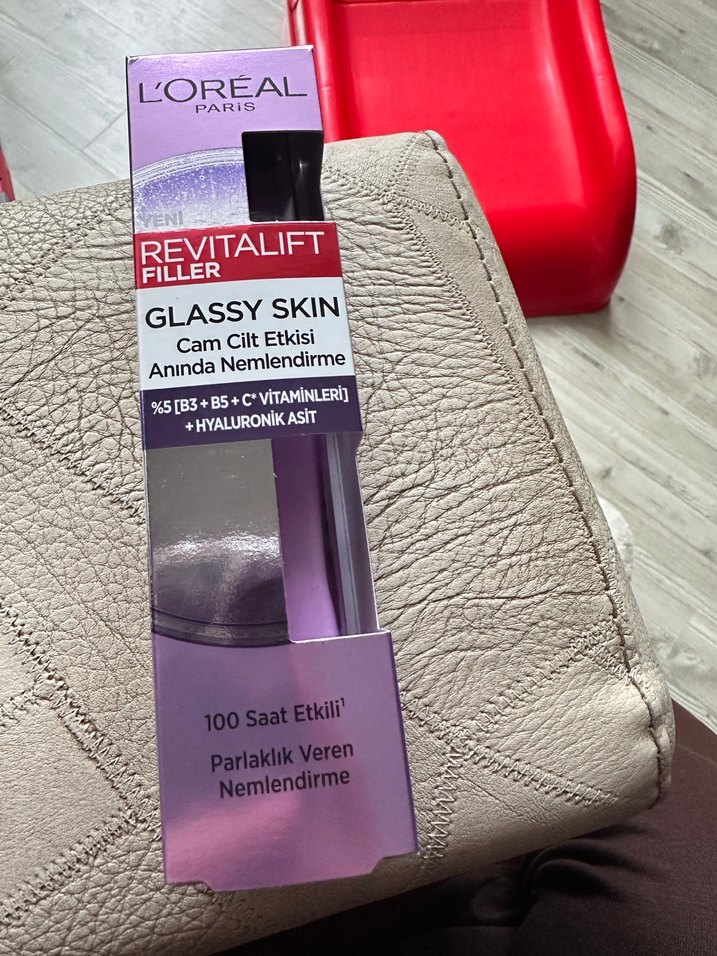 L'ORÉAL
PARiS
YENİ
REVITALIFT
FILLER
GLASSY SKIN
Cam Cilt Etkisi
Anında Nemlendirme
%5 [B3 + B5 + C* VİTAMİNLERİ]
+ HYALURONİK ASİT
100 Saat Etkili¹
Parlaklık Veren
Nemlendirme